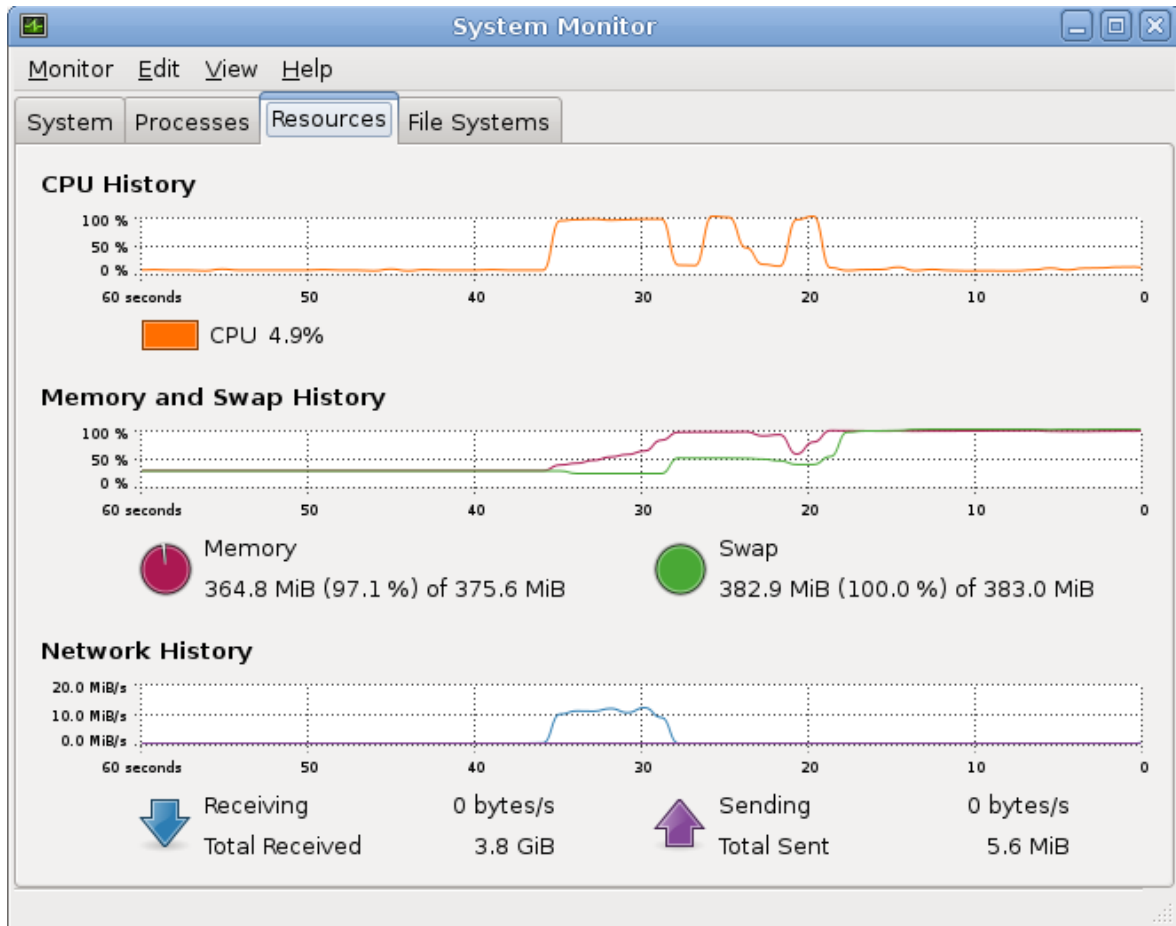 System Monitor
Monitor Edit View Help
System Processes Resources File Systems
CPU History
100 %
50 %
0 %
60 seconds 50 40 30 20 10 0
CPU 4.9%
Memory and Swap History
100 %
50 %
0 %
60 seconds 50 40 30 20 10 0
Memory Swap
364.8 MiB (97.1 %) of 375.6 MiB 382.9 MiB (100.0 %) of 383.0 MiB
Network History
20.0 MiB/s
10.0 MiB/s
0.0 MiB/s
60 seconds 50 40 30 20 10 0
Receiving 0 bytes/s Sending 0 bytes/s
Total Received 3.8 GiB Total Sent 5.6 MiB